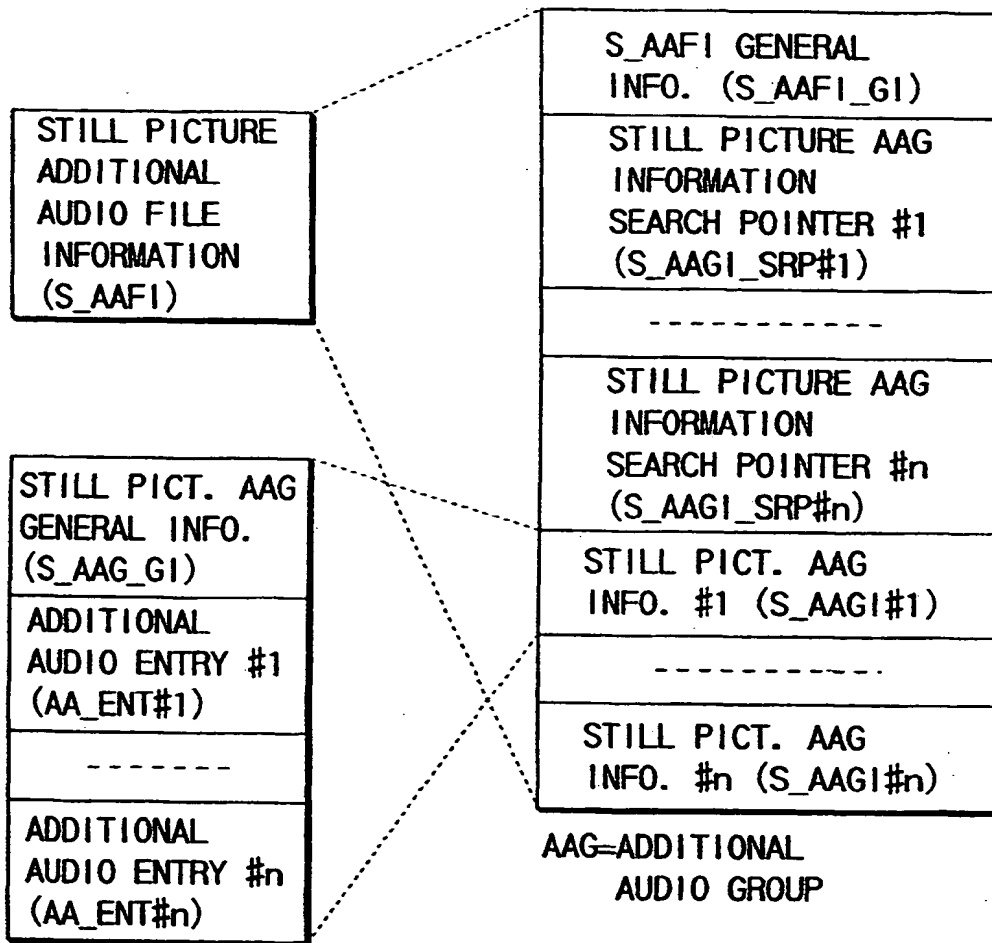 STILL PICTURE
ADDITIONAL
AUDIO FILE
INFORMATION
(S_AAFI)
S_AAFI GENERAL
INFO. (S_AAFI_GI)
STILL PICTURE AAG
INFORMATION
SEARCH POINTER #1
(S_AAGI_SRP#1)
STILL PICTURE AAG
INFORMATION
SEARCH POINTER #n
(S_AAGI_SRP#n)
STILL PICT. AAG
INFO. #1 (S_AAGI#1)
STILL PICT. AAG
INFO. #n (S_AAGI#n)
STILL PICT. AAG
GENERAL INFO.
(S_AAG_GI)
ADDITIONAL
AUDIO ENTRY #1
(AA_ENT#1)
ADDITIONAL
AUDIO ENTRY #n
(AA_ENT#n)
AAG=ADDITIONAL
AUDIO GROUP